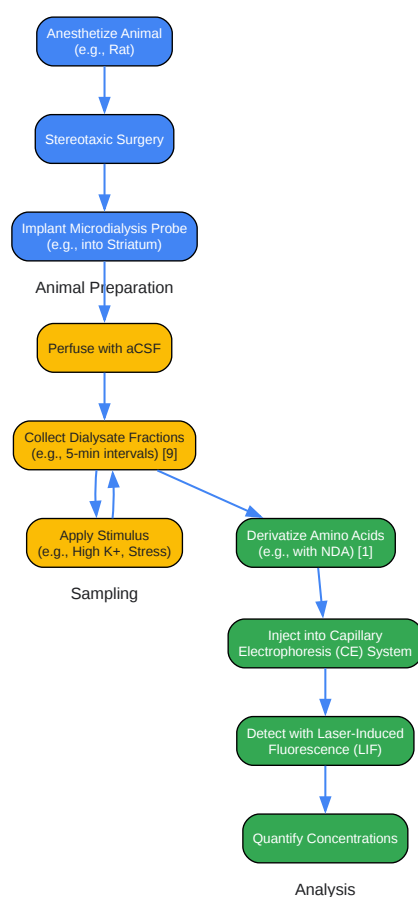 Anesthetize Animal
(e.g., Rat)
Stereotaxic Surgery
Implant Microdialysis Probe
(e.g., into Striatum)
Animal Preparation
Perfuse with aCSF
Collect Dialysate Fractions
(e.g., 5-min intervals) [9]
Apply Stimulus
(e.g., High K+, Stress)
Sampling
Derivatize Amino Acids
(e.g., with NDA) [1]
Inject into Capillary
Electrophoresis (CE) System
Detect with Laser-Induced
Fluorescence (LIF)
Quantify Concentrations
Analysis